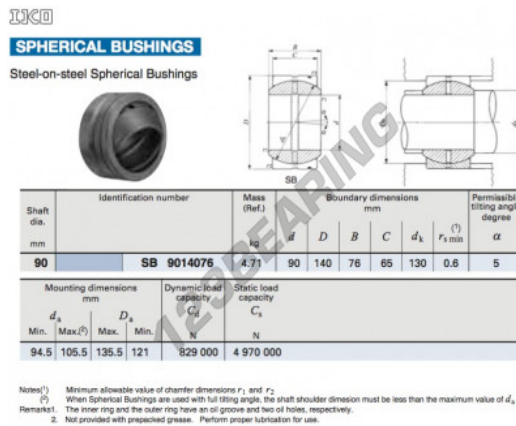 IKO
SPHERICAL BUSHINGS
Steel-on-steel Spherical Bushings
B
C
D
d
SB
123BEARING
Shaft dia. mm
Identification number
Mass (Ref.) kg
Boundary dimensions mm
d D B C dk rs min(1)
Permissible tilting angle degree α
90 SB 9014076 4.71 90 140 76 65 130 0.6 5
Mounting dimensions mm
da Da
Min. Max.(2) Max. Min.
Dynamic load capacity Cd N
Static load capacity Cs N
94.5 105.5 135.5 121 829 000 4 970 000
Notes(1) Minimum allowable value of chamfer dimensions r1 and r2
(2) When Spherical Bushings are used with full tilting angle, the shaft shoulder dimesion must be less than the maximum value of da
Remarks1. The inner ring and the outer ring have an oil groove and two oil holes, respectively.
2. Not provided with prepacked grease. Perform proper lubrication for use.